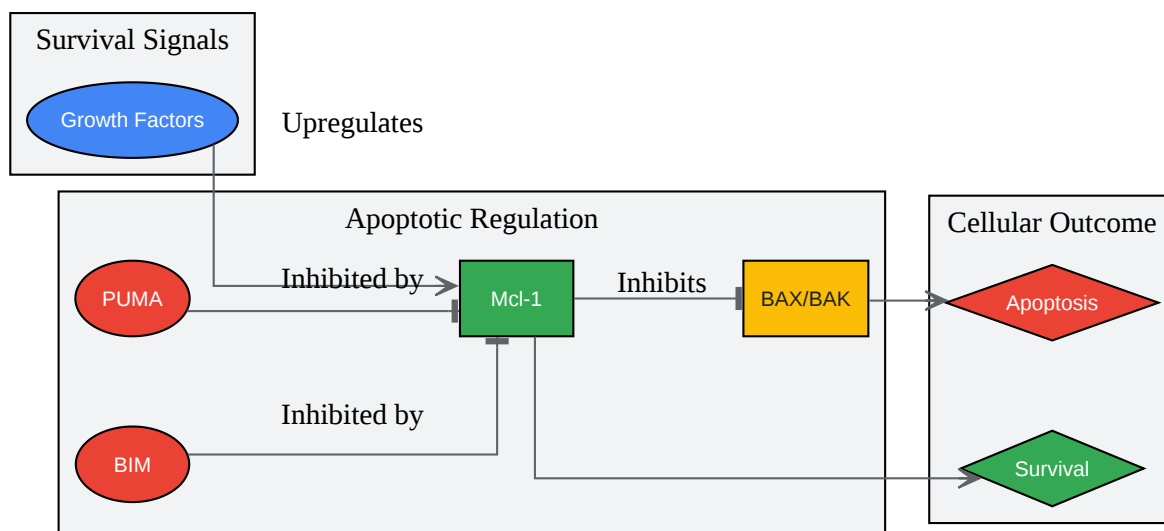 Survival Signals
Growth Factors
Upregulates
Apoptotic Regulation
Cellular Outcome
Inhibited by
Inhibits
PUMA
Mcl-1
BAX/BAK
Apoptosis
Inhibited by
BIM
Survival